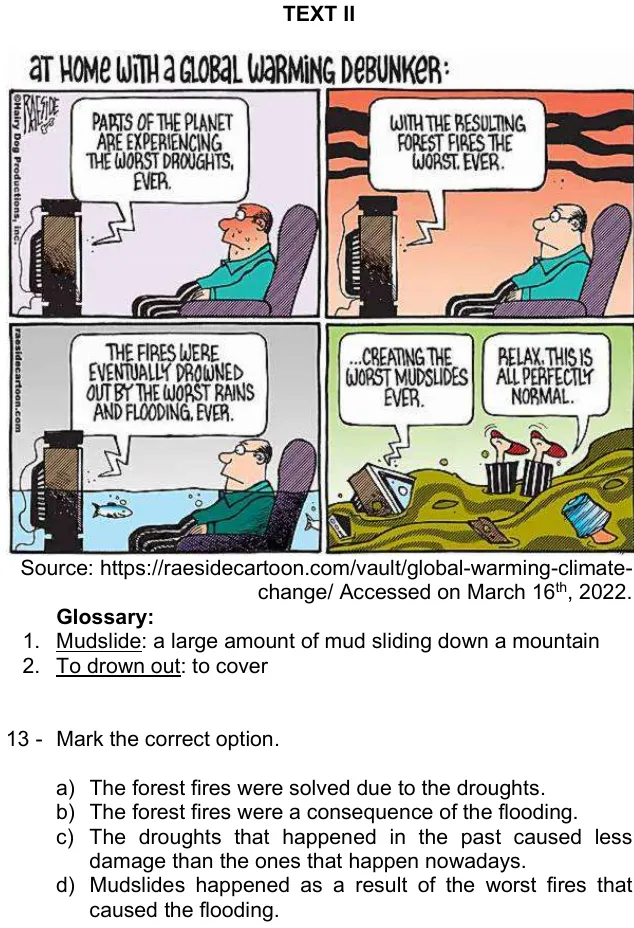 TEXT II
aT HOMe WiTH a GLOBaL WaRMiNG DeBUNKeR:
©Hairy Dog Productions, inc.
RAESIDE
PARTS OF THE PLANET
ARE EXPERIENCING
THE WORST DROUGHTS,
EVER.
WITH THE RESULTING
FOREST FIRES THE
WORST. EVER.
raesidecartoon.com
THE FIRES WERE
EVENTUALLY DROWNED
OUT BY THE WORST RAINS
AND FLOODING, EVER.
...CREATING THE
WORST MUDSLIDES
EVER.
RELAX. THIS IS
ALL PERFECTLY
NORMAL.
Source: https://raesidecartoon.com/vault/global-warming-climate-
change/ Accessed on March 16th, 2022.
Glossary:
1. Mudslide: a large amount of mud sliding down a mountain
2. To drown out: to cover
13 - Mark the correct option.
a) The forest fires were solved due to the droughts.
b) The forest fires were a consequence of the flooding.
c) The droughts that happened in the past caused less
damage than the ones that happen nowadays.
d) Mudslides happened as a result of the worst fires that
caused the flooding.